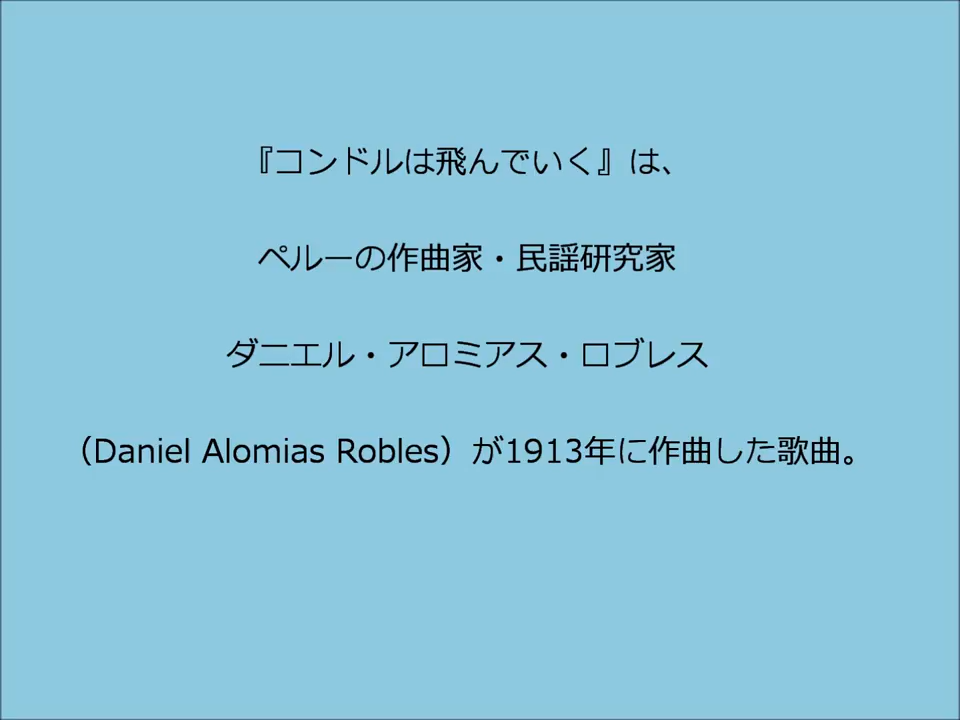 『コンドルは飛んでいく』は、
ペルーの作曲家・民謡研究家
ダニエル・アロミアス・ロブレス
（Daniel Alomias Robles）が1913年に作曲した歌曲。